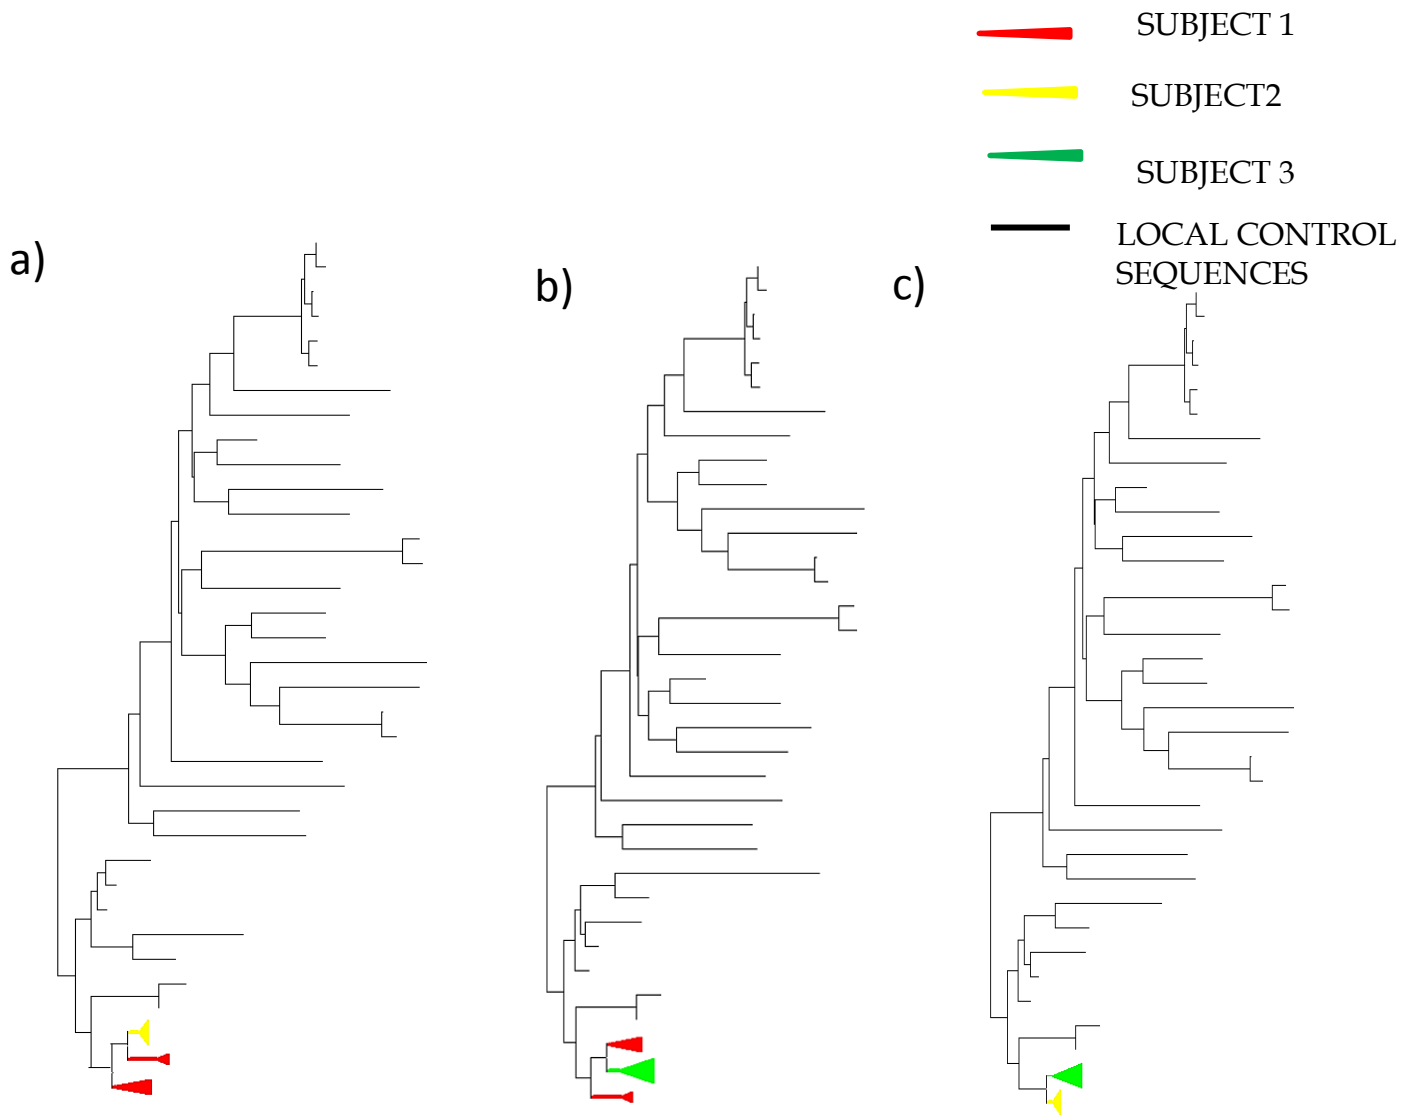 SUBJECT 1
SUBJECT2
SUBJECT 3
LOCAL CONTROL
SEQUENCES
a)
b)
c)